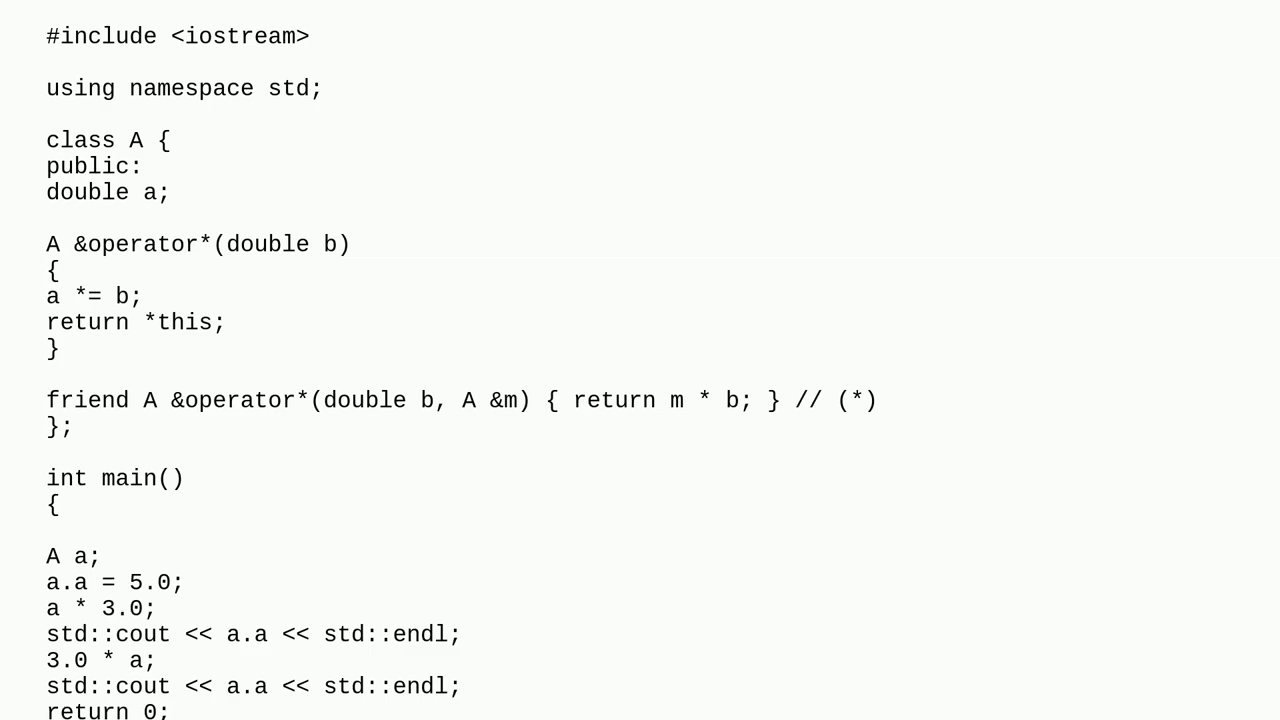 #include <iostream>
using namespace std;
class A {
public:
double a;
A &operator*(double b)
{
a *= b;
return *this;
}
friend A &operator*(double b, A &m) { return m * b; } // (*)
};
int main()
{
A a;
a.a = 5.0;
a * 3.0;
std::cout << a.a << std::endl;
3.0 * a;
std::cout << a.a << std::endl;
return 0;